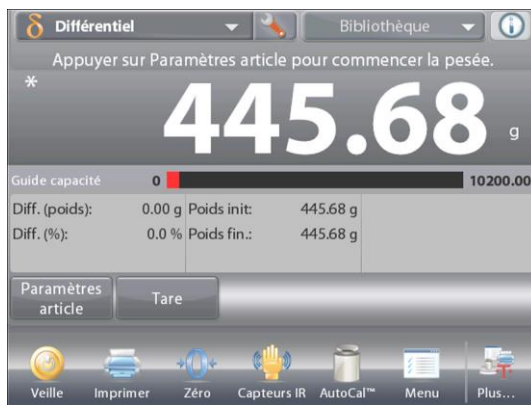 δ Différentiel Bibliothèque
Appuyer sur Paramètres article pour commencer la pesée.
* 445.68 g
Guide capacité 0 10200.00
Diff. (poids): 0.00 g Poids init: 445.68 g
Diff. (%): 0.0 % Poids fin.: 445.68 g
Paramètres
article
Tare
Veille Imprimer Zéro Capteurs IR AutoCal™ Menu Plus...